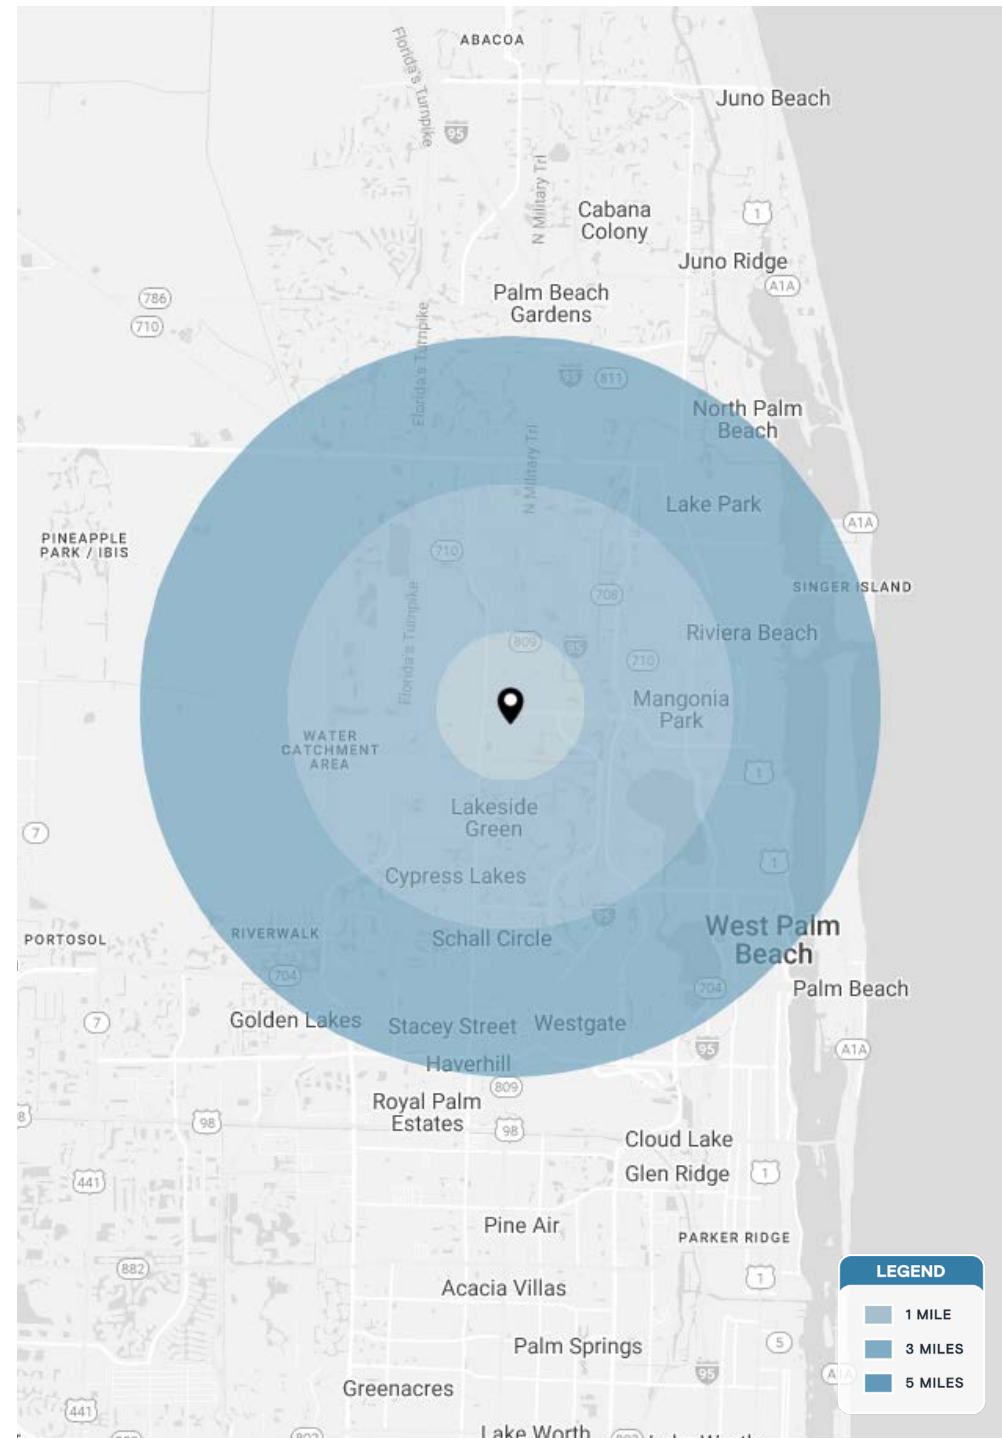 ABACOA
Florida's Turnpike
Juno Beach
95
N Military Trl
Cabana
Colony
1
Juno Ridge
A1A
786
Palm Beach
Gardens
710
Florida's Turnpike
95
811
North Palm
Beach
N Military Trl
Lake Park
A1A
PINEAPPLE
PARK / IBIS
710
SINGER ISLAND
708
Florida's Turnpike
Riviera Beach
809
95
710
Mangonia
Park
WATER
CATCHMENT
AREA
1
Lakeside
Green
7
1
Cypress Lakes
95
West Palm
Beach
RIVERWALK
PORTOSOL
Schall Circle
704
704
Palm Beach
Golden Lakes
Stacey Street
Westgate
7
95
A1A
Haverhill
809
Royal Palm
Estates
8
98
98
Cloud Lake
Glen Ridge
441
1
Pine Air
PARKER RIDGE
882
1
LEGEND
Acacia Villas
1 MILE
Palm Springs
5
3 MILES
95
A1A
5 MILES
Greenacres
441
Lake Worth
802